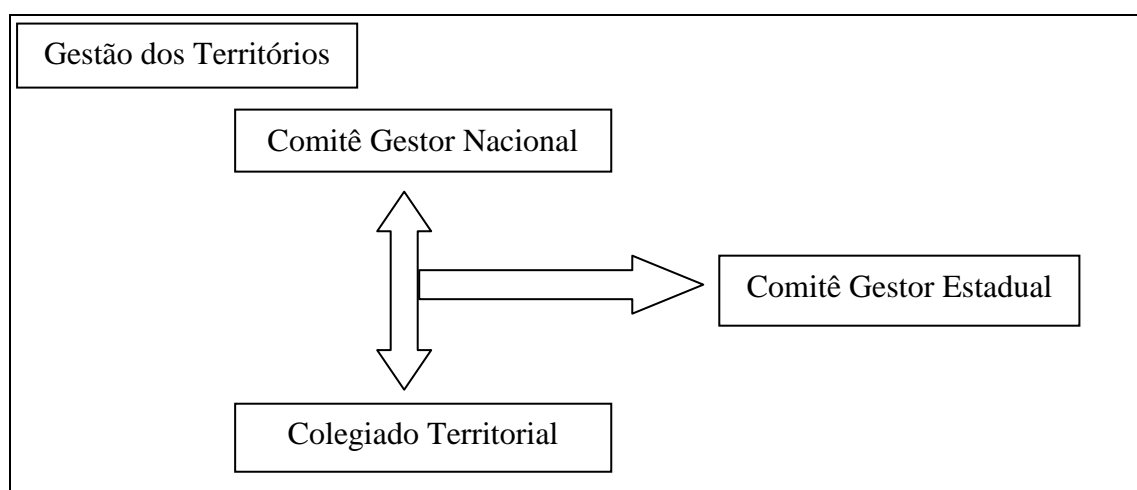 Gestão dos Territórios
Comitê Gestor Nacional
Comitê Gestor Estadual
Colegiado Territorial